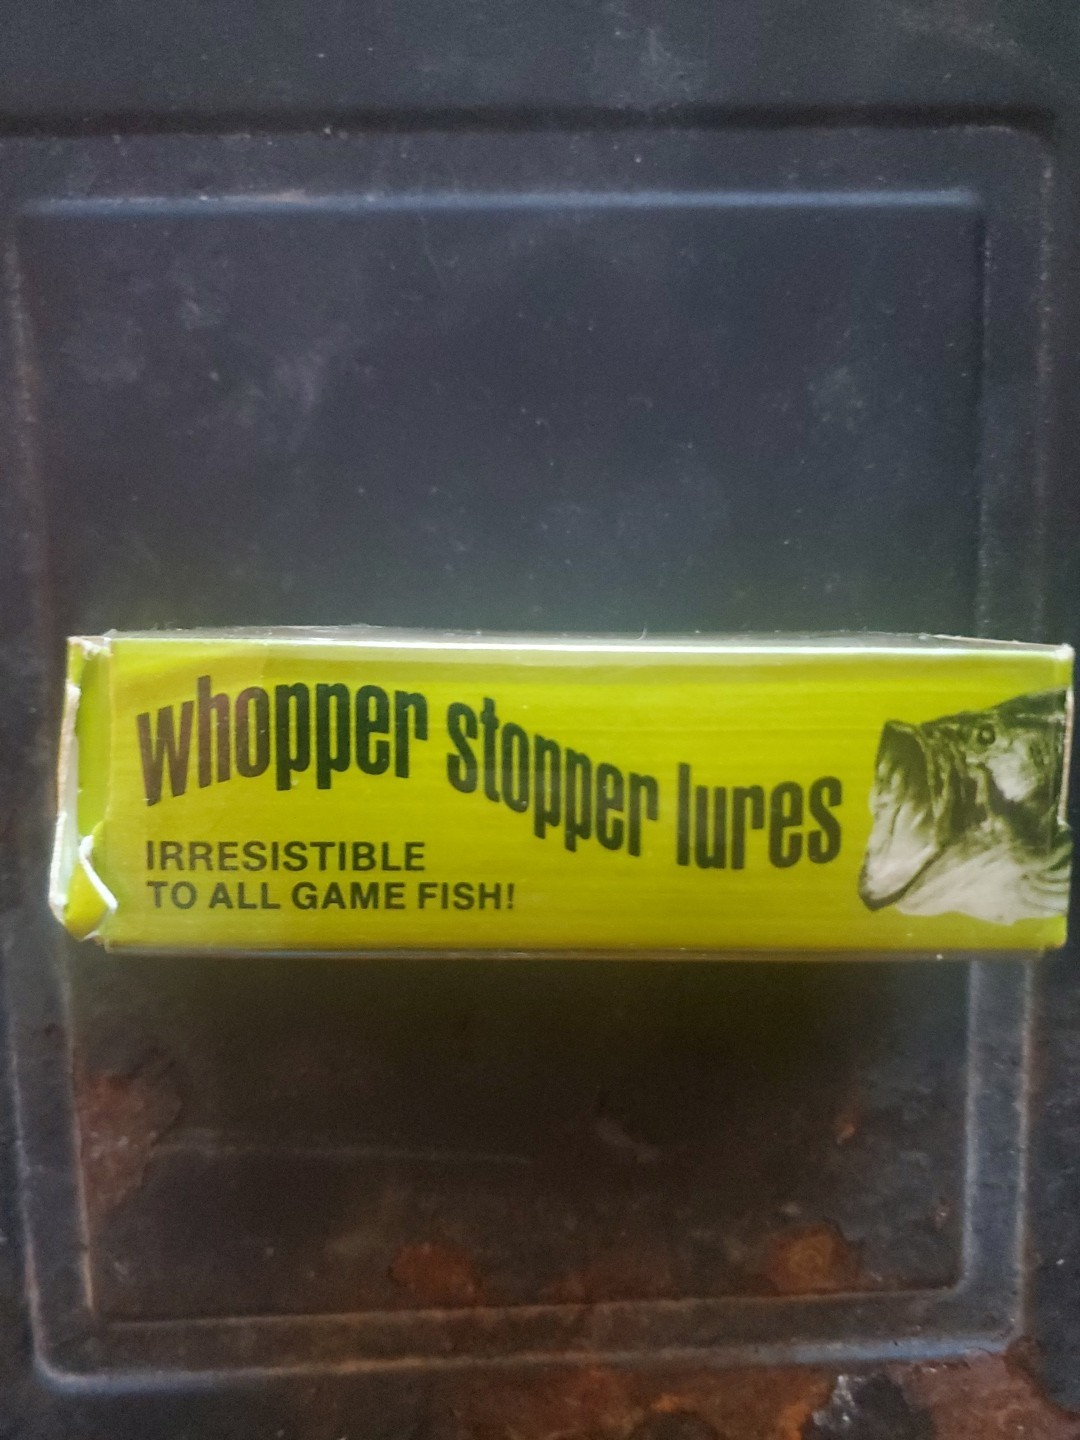 whopper stopper lures
IRRESISTIBLE
TO ALL GAME FISH!